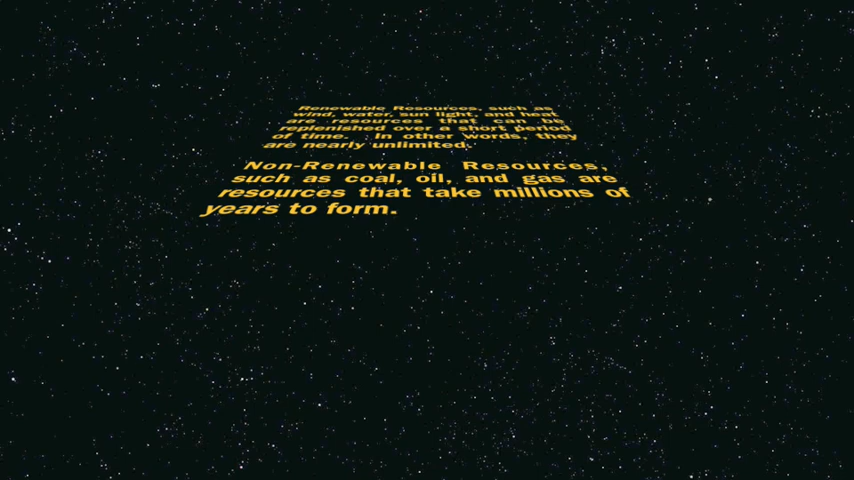 Renewable Resources, such as
wind, water, sun light, and heat
are resources that can be
replenished over a short period
of time. In other words, they
are nearly unlimited.
Non-Renewable Resources,
such as coal, oil, and gas are
resources that take millions of
years to form.